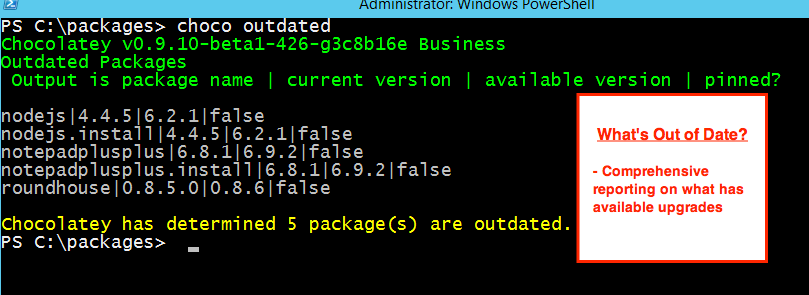 Administrator: Windows PowerShell
PS C:\packages> choco outdated
Chocolatey v0.9.10-beta1-426-g3c8b16e Business
Outdated Packages
 Output is package name | current version | available version | pinned?
nodejs|4.4.5|6.2.1|false
nodejs.install|4.4.5|6.2.1|false
notepadplusplus|6.8.1|6.9.2|false
notepadplusplus.install|6.8.1|6.9.2|false
roundhouse|0.8.5.0|0.8.6|false
Chocolatey has determined 5 package(s) are outdated.
PS C:\packages> _
What's Out of Date?
- Comprehensive
reporting on what has
available upgrades